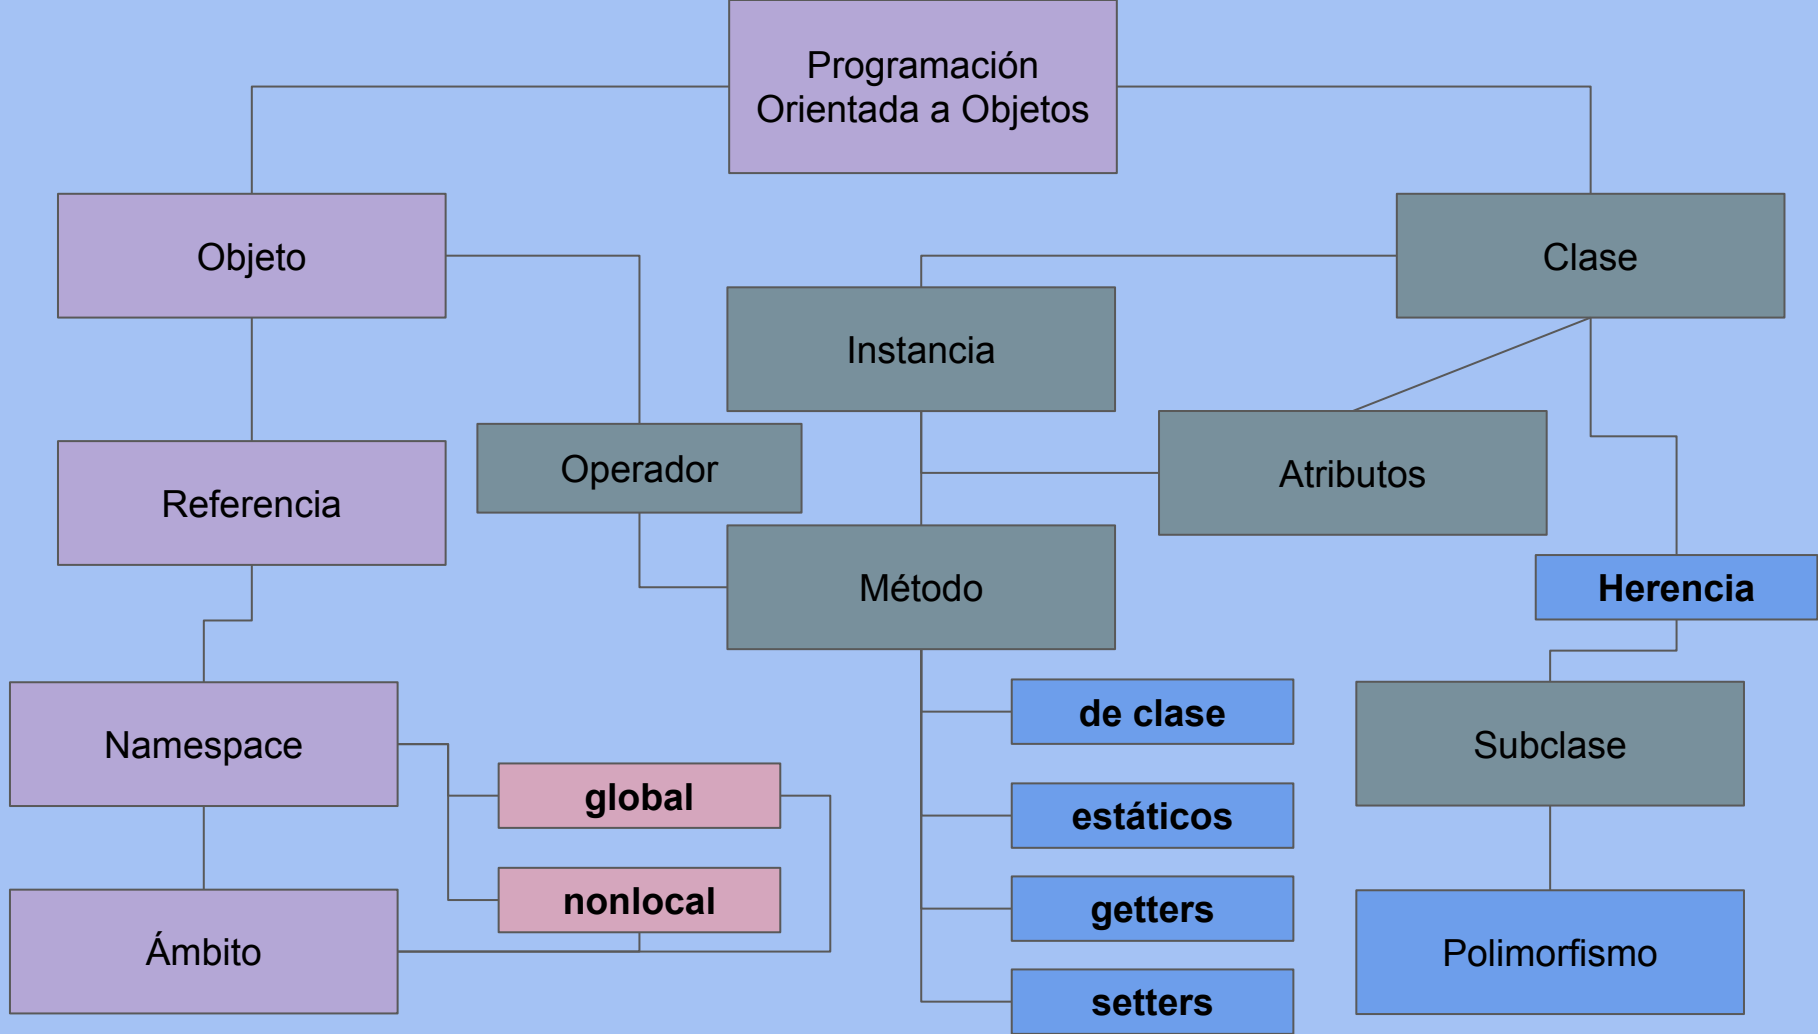 Programación
Orientada a Objetos
Objeto
Clase
Instancia
Operador
Atributos
Referencia
Método
Herencia
de clase
Namespace
Subclase
global
estáticos
nonlocal
getters
Ámbito
Polimorfismo
setters